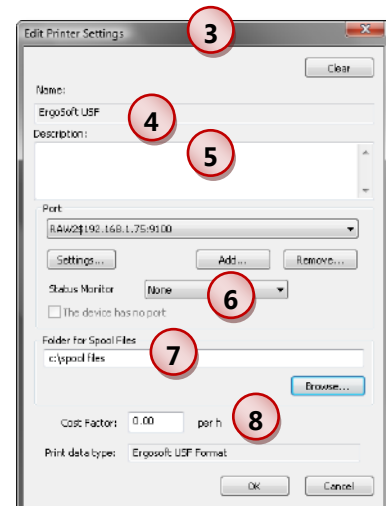 Edit Printer Settings
3
Clear
Name:
ErgoSoft USF
4
Description:
5
Port
RAW2$192.168.1.75:9100
Settings...
Add...
Remove...
Status Monitor
None
6
The device has no port
Folder for Spool Files
7
c:\spool files
Browse...
Cost Factor:
0.00
per h
8
Print data type:
Ergosoft USF Format
OK
Cancel